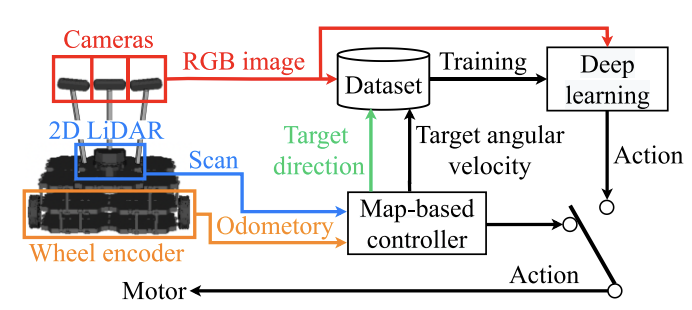 Cameras
RGB image
Dataset
Training
Deep
learning
2D LiDAR
Scan
Target
direction
Target angular
velocity
Action
Map-based
controller
Odometory
Wheel encoder
Motor
Action